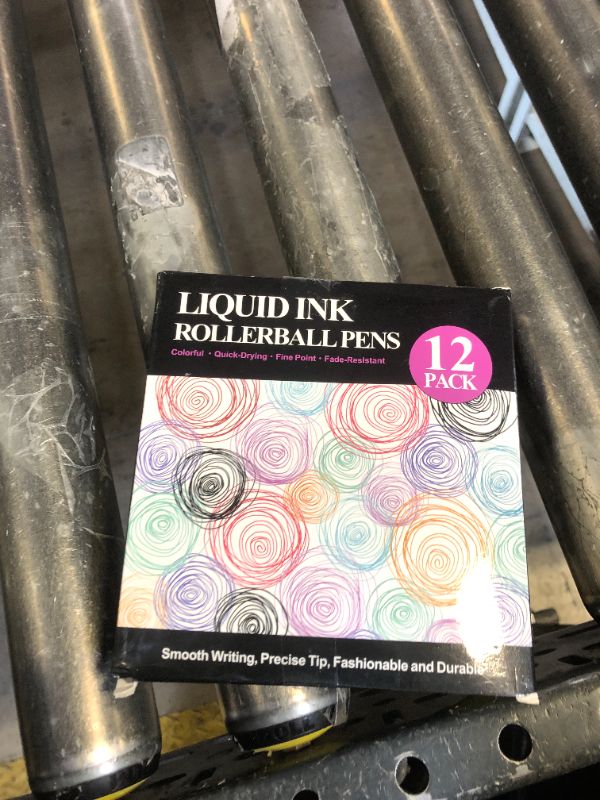 LIQUID INK
ROLLERBALL PENS
Colorful • Quick-Drying • Fine Point • Fade-Resistant
12
PACK
Smooth Writing, Precise Tip, Fashionable and Durable